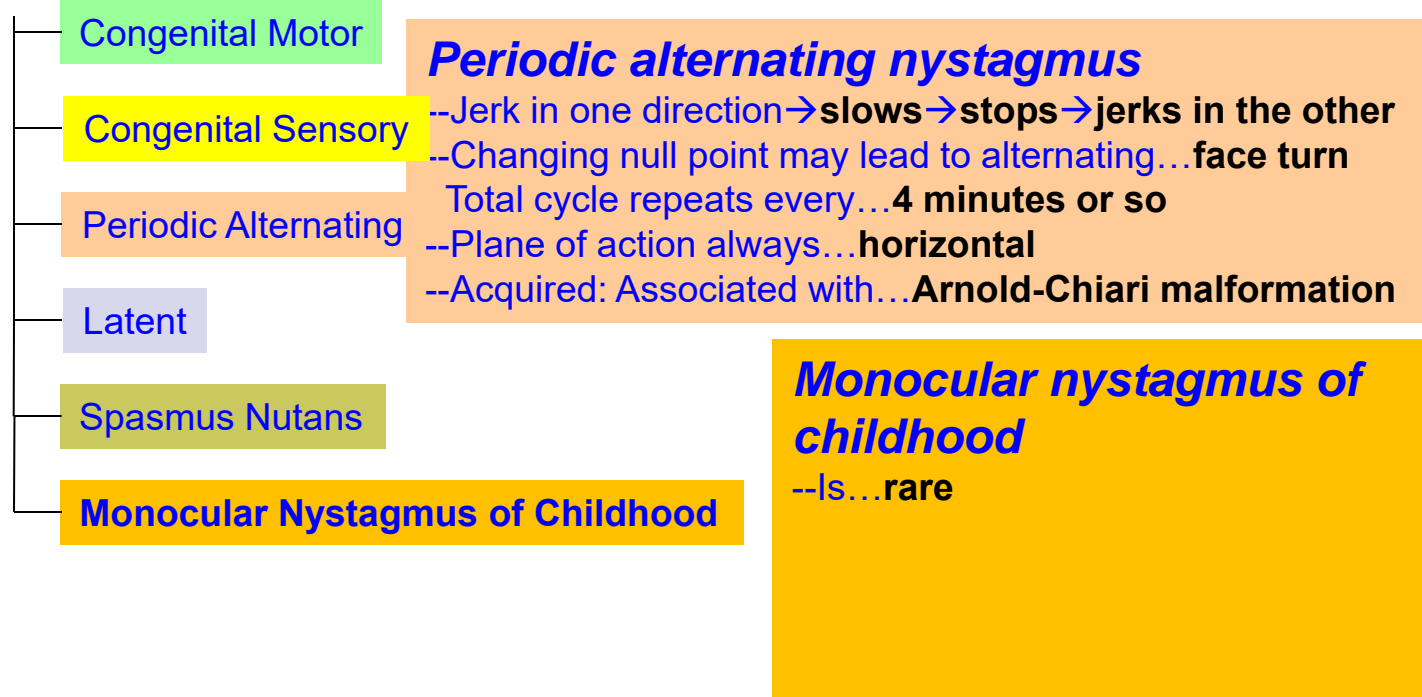 Congenital Motor
Congenital Sensory
Periodic Alternating
Latent
Spasmus Nutans
Monocular Nystagmus of Childhood
Periodic alternating nystagmus
--Jerk in one direction→slows→stops→jerks in the other
--Changing null point may lead to alternating…face turn
Total cycle repeats every…4 minutes or so
--Plane of action always…horizontal
--Acquired: Associated with…Arnold-Chiari malformation
Monocular nystagmus of
childhood
--Is…rare